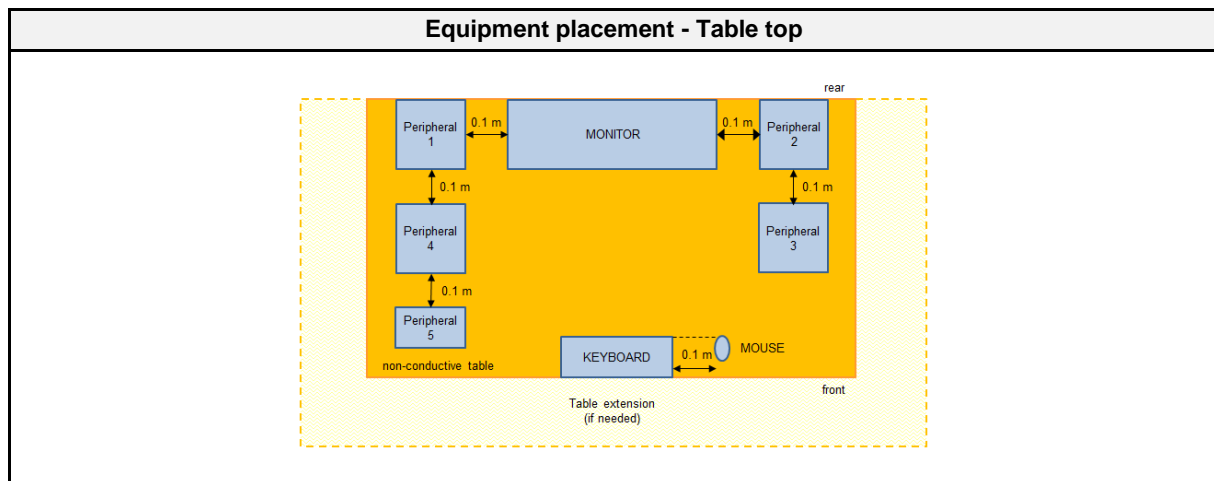 Equipment placement - Table top
rear
Peripheral
1
0.1 m
MONITOR
0.1 m
Peripheral
2
0.1 m
0.1 m
Peripheral
4
Peripheral
3
0.1 m
Peripheral
5
KEYBOARD
0.1 m
MOUSE
non-conductive table
front
Table extension
(if needed)